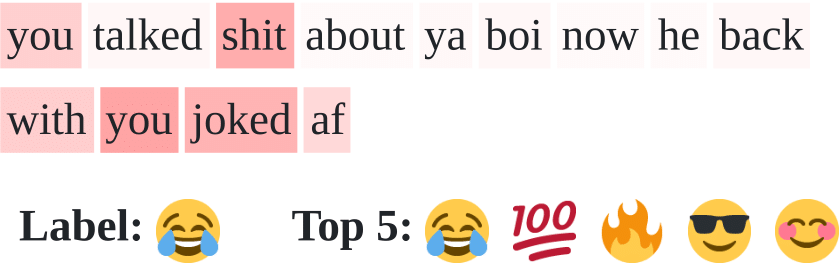 you talked shit about ya boi now he back
with you joked af
Label: 😂 Top 5: 😂 💯 🔥 😎 😊